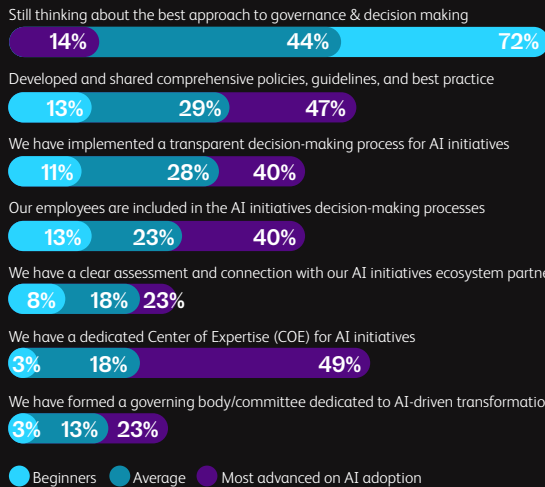 Still thinking about the best approach to governance & decision making
14% 44% 72%
Developed and shared comprehensive policies, guidelines, and best practice
13% 29% 47%
We have implemented a transparent decision-making process for AI initiatives
11% 28% 40%
Our employees are included in the AI initiatives decision-making processes
13% 23% 40%
We have a clear assessment and connection with our AI initiatives ecosystem partne
8% 18% 23%
We have a dedicated Center of Expertise (COE) for AI initiatives
3% 18% 49%
We have formed a governing body/committee dedicated to AI-driven transformatio
3% 13% 23%
Beginners Average Most advanced on AI adoption